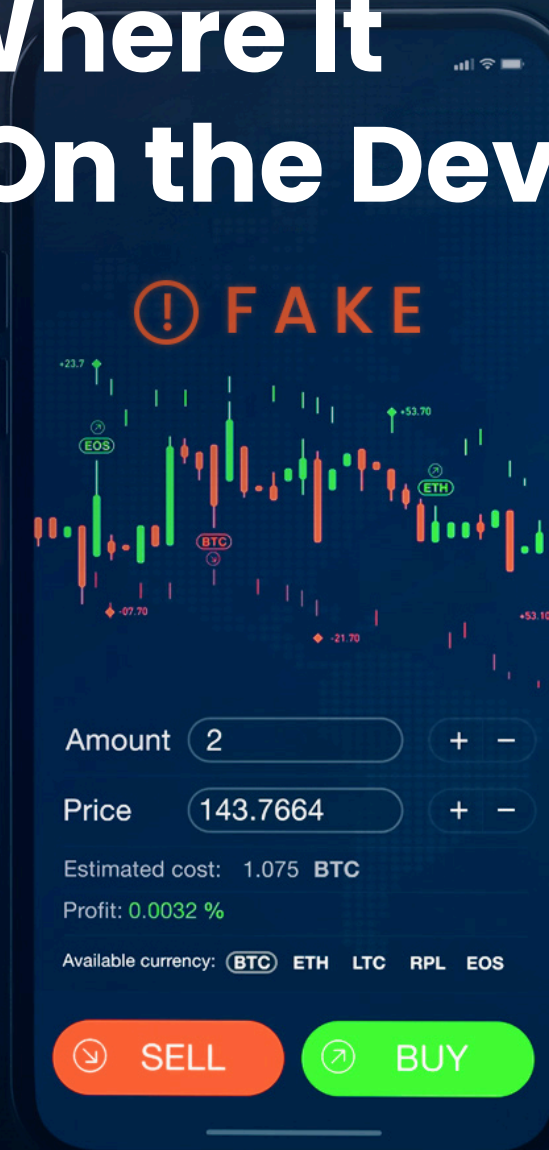 Where It
On the Dev
! FAKE
+23.7
+53.70
EOS
ETH
BTC
-07.70
+53.10
-21.70
Amount 2 + −
Price 143.7664 + −
Estimated cost: 1.075 BTC
Profit: 0.0032 %
Available currency: BTC ETH LTC RPL EOS
SELL BUY